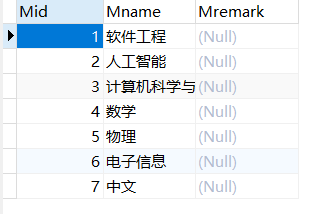 Mid Mname Mremark
1 软件工程 (Null)
2 人工智能 (Null)
3 计算机科学与 (Null)
4 数学 (Null)
5 物理 (Null)
6 电子信息 (Null)
7 中文 (Null)